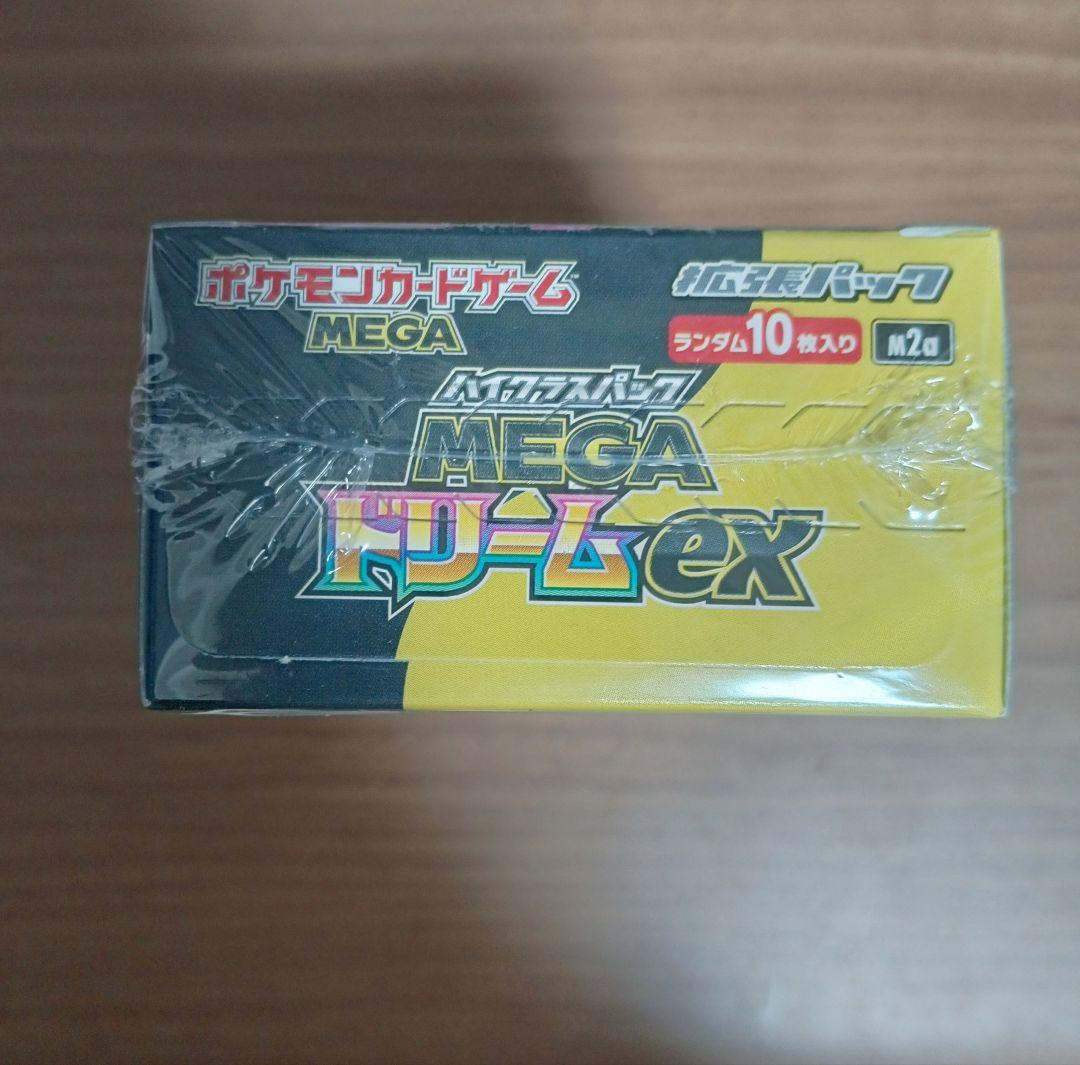 ポケモンカードゲーム
MEGA
拡張パック
ランダム10枚入り M2a
ハイクラスパック
MEGA
ドリームex